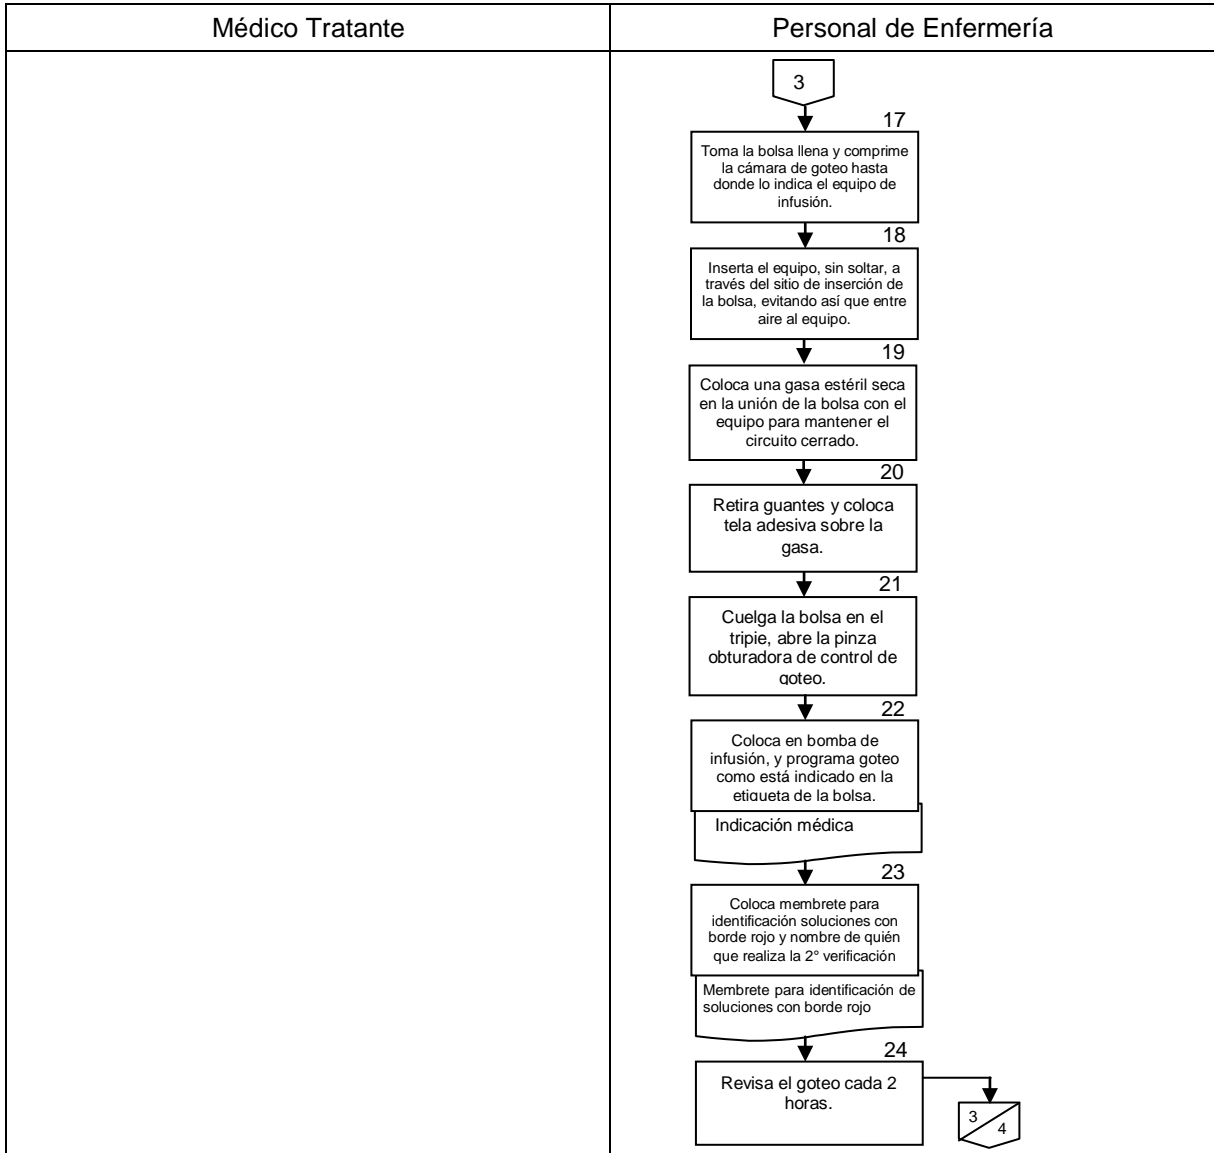 Médico Tratante
Personal de Enfermería
3
17
Toma la bolsa llena y comprime
la cámara de goteo hasta
donde lo indica el equipo de
infusión.
18
Inserta el equipo, sin soltar, a
través del sitio de inserción de
la bolsa, evitando así que entre
aire al equipo.
19
Coloca una gasa estéril seca
en la unión de la bolsa con el
equipo para mantener el
circuito cerrado.
20
Retira guantes y coloca
tela adesiva sobre la
gasa.
21
Cuelga la bolsa en el
tripie, abre la pinza
obturadora de control de
goteo.
22
Coloca en bomba de
infusión, y programa goteo
como está indicado en la
etiqueta de la bolsa.
Indicación médica
23
Coloca membrete para
identificación soluciones con
borde rojo y nombre de quién
que realiza la 2° verificación
Membrete para identificación de
soluciones con borde rojo
24
Revisa el goteo cada 2
horas.
3
4